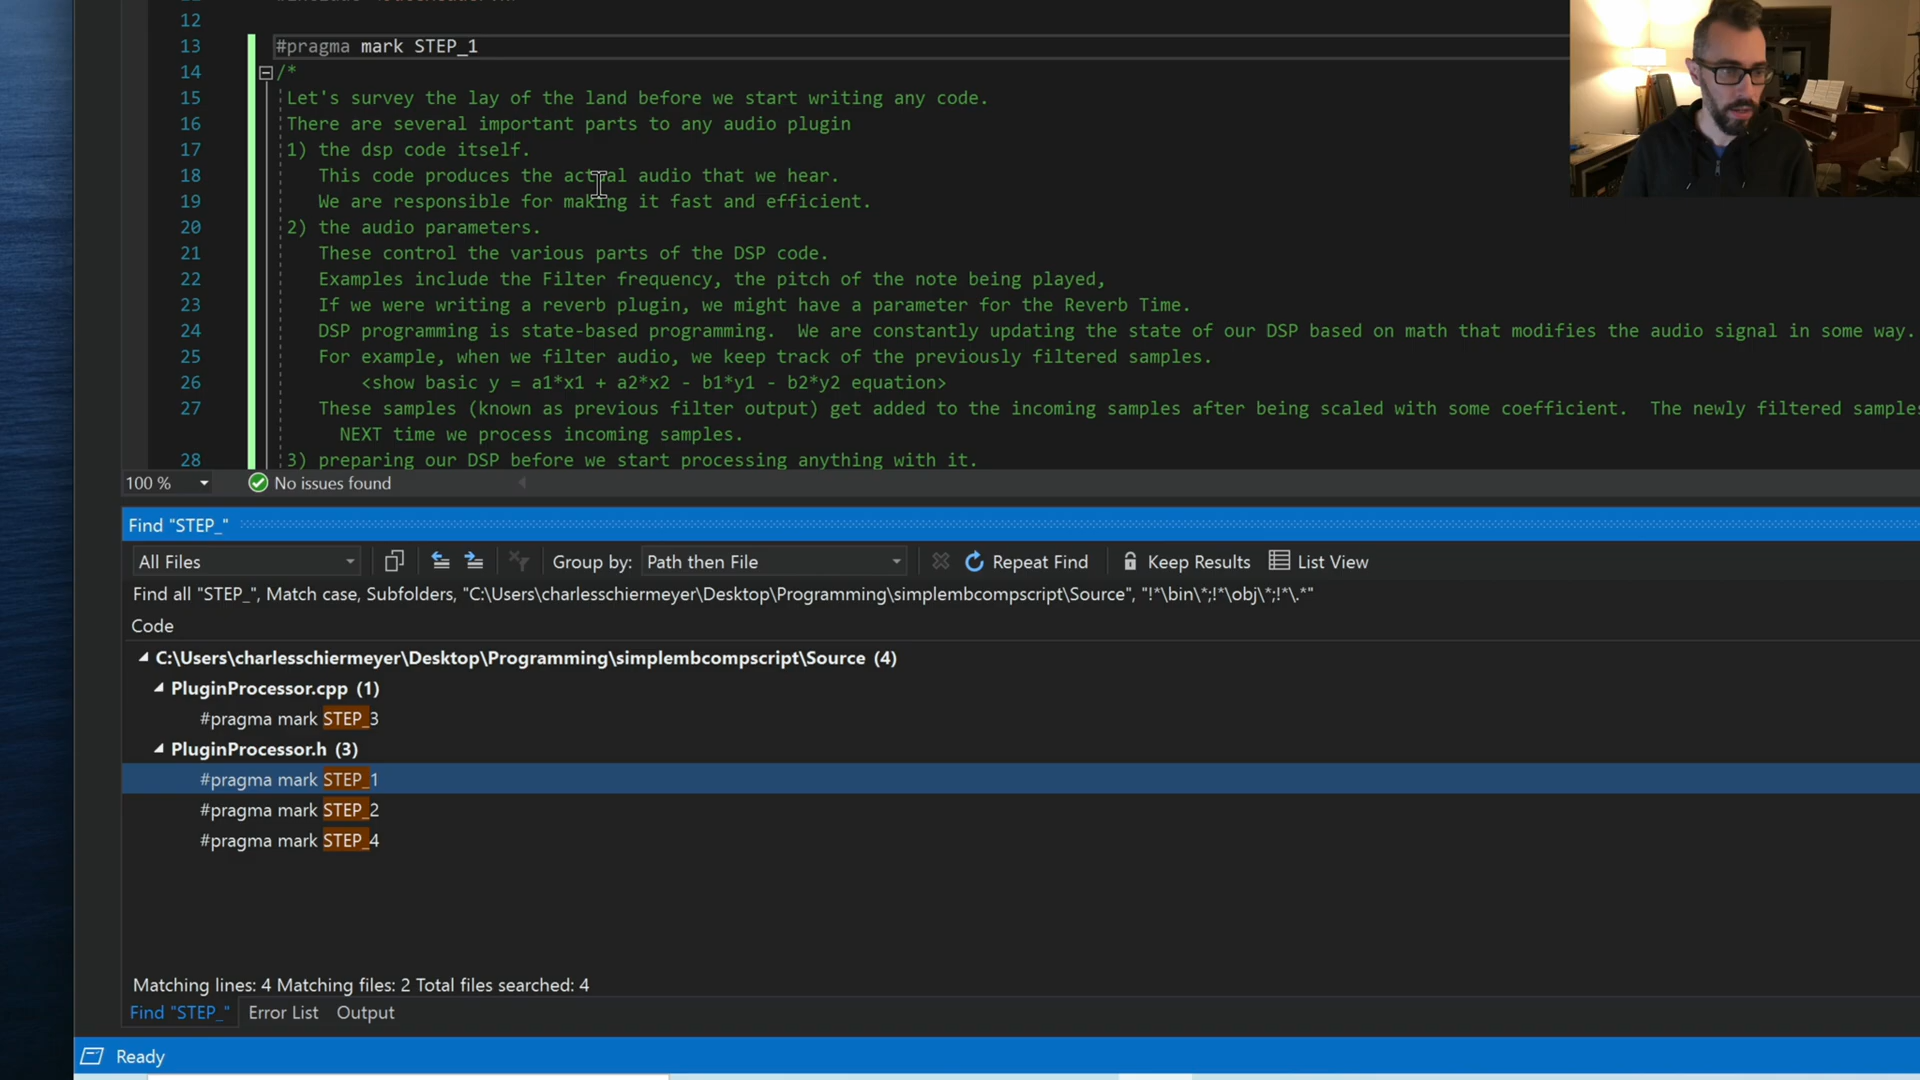 12
13 #pragma mark STEP_1
14 /*
15 Let's survey the lay of the land before we start writing any code.
16 There are several important parts to any audio plugin
17 1) the dsp code itself.
18 This code produces the actual audio that we hear.
19 We are responsible for making it fast and efficient.
20 2) the audio parameters.
21 These control the various parts of the DSP code.
22 Examples include the Filter frequency, the pitch of the note being played,
23 If we were writing a reverb plugin, we might have a parameter for the Reverb Time.
24 DSP programming is state-based programming.  We are constantly updating the state of our DSP based on math that modifies the audio signal in some way.
25 For example, when we filter audio, we keep track of the previously filtered samples.
26 <show basic y = a1*x1 + a2*x2 - b1*y1 - b2*y2 equation>
27 These samples (known as previous filter output) get added to the incoming samples after being scaled with some coefficient.  The newly filtered samples
NEXT time we process incoming samples.
28 3) preparing our DSP before we start processing anything with it.
100 % No issues found
Find "STEP_"
All Files Group by: Path then File Repeat Find Keep Results List View
Find all "STEP_", Match case, Subfolders, "C:\Users\charlesschiermeyer\Desktop\Programming\simplembcompscript\Source", "!*\bin\*;!*\obj\*;!*\.*"
Code
C:\Users\charlesschiermeyer\Desktop\Programming\simplembcompscript\Source (4)
PluginProcessor.cpp (1)
#pragma mark STEP_3
PluginProcessor.h (3)
#pragma mark STEP_1
#pragma mark STEP_2
#pragma mark STEP_4
Matching lines: 4 Matching files: 2 Total files searched: 4
Find "STEP_" Error List Output
Ready